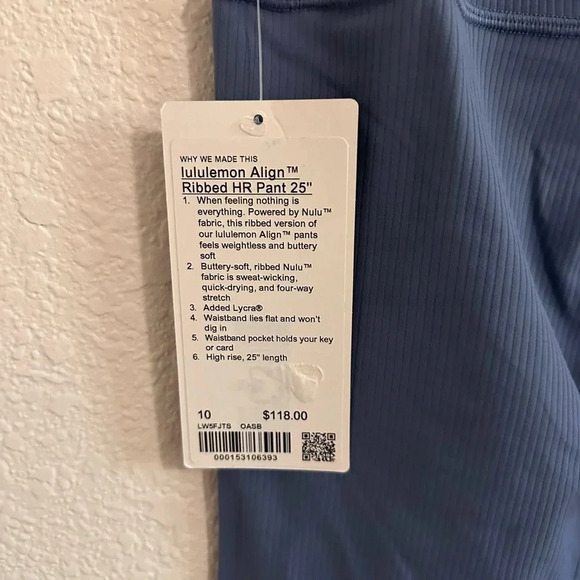 WHY WE MADE THIS
lululemon Align™
Ribbed HR Pant 25"
1. When feeling nothing is
everything. Powered by Nulu™
fabric, this ribbed version of
our lululemon Align™ pants
feels weightless and buttery
soft
2. Buttery-soft, ribbed Nulu™
fabric is sweat-wicking,
quick-drying, and four-way
stretch
3. Added Lycra®
4. Waistband lies flat and won't
dig in
5. Waistband pocket holds your key
or card
6. High rise, 25" length
10 $118.00
LW5FJTS OASB
000153106393